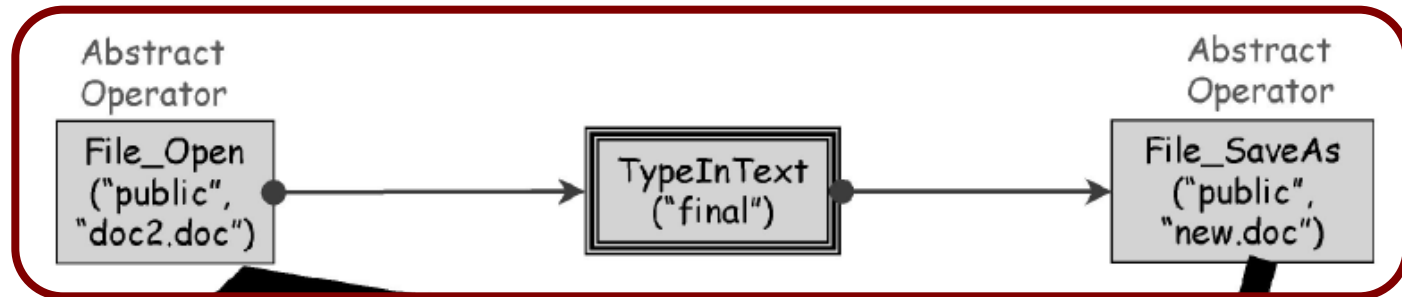 Abstract
Operator
File_Open
("public",
"doc2.doc")
TypeInText
("final")
Abstract
Operator
File_SaveAs
("public",
"new.doc")